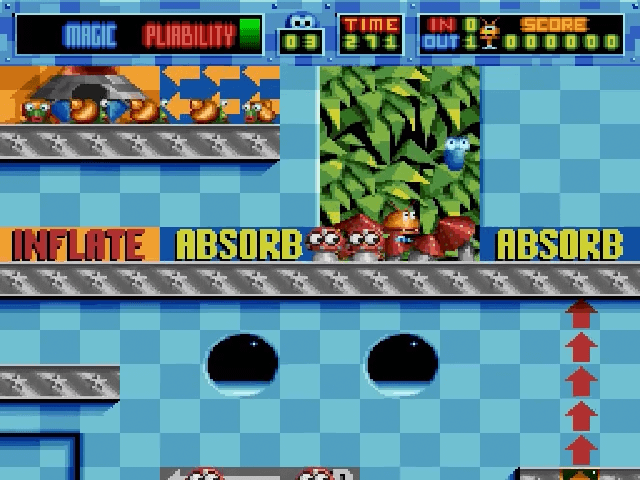 MAGIC PLIABILITY 03 TIME 271 IN 0 OUT 1 SCORE 000000
INFLATE ABSORB ABSORB